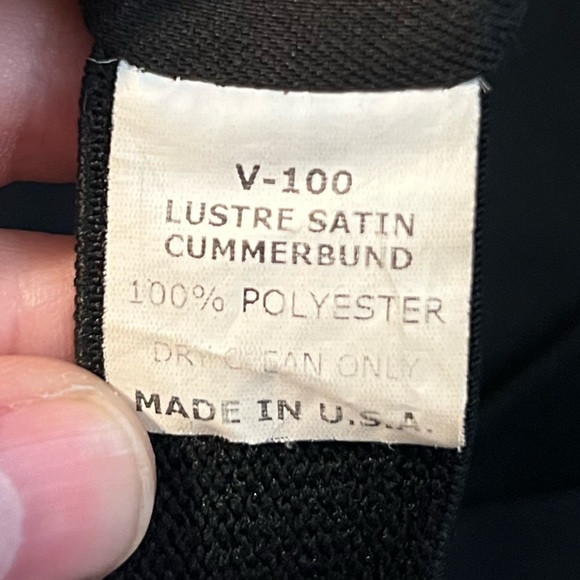 V-100
LUSTRE SATIN
CUMMERBUND
100% POLYESTER
DRY CLEAN ONLY
MADE IN U.S.A.